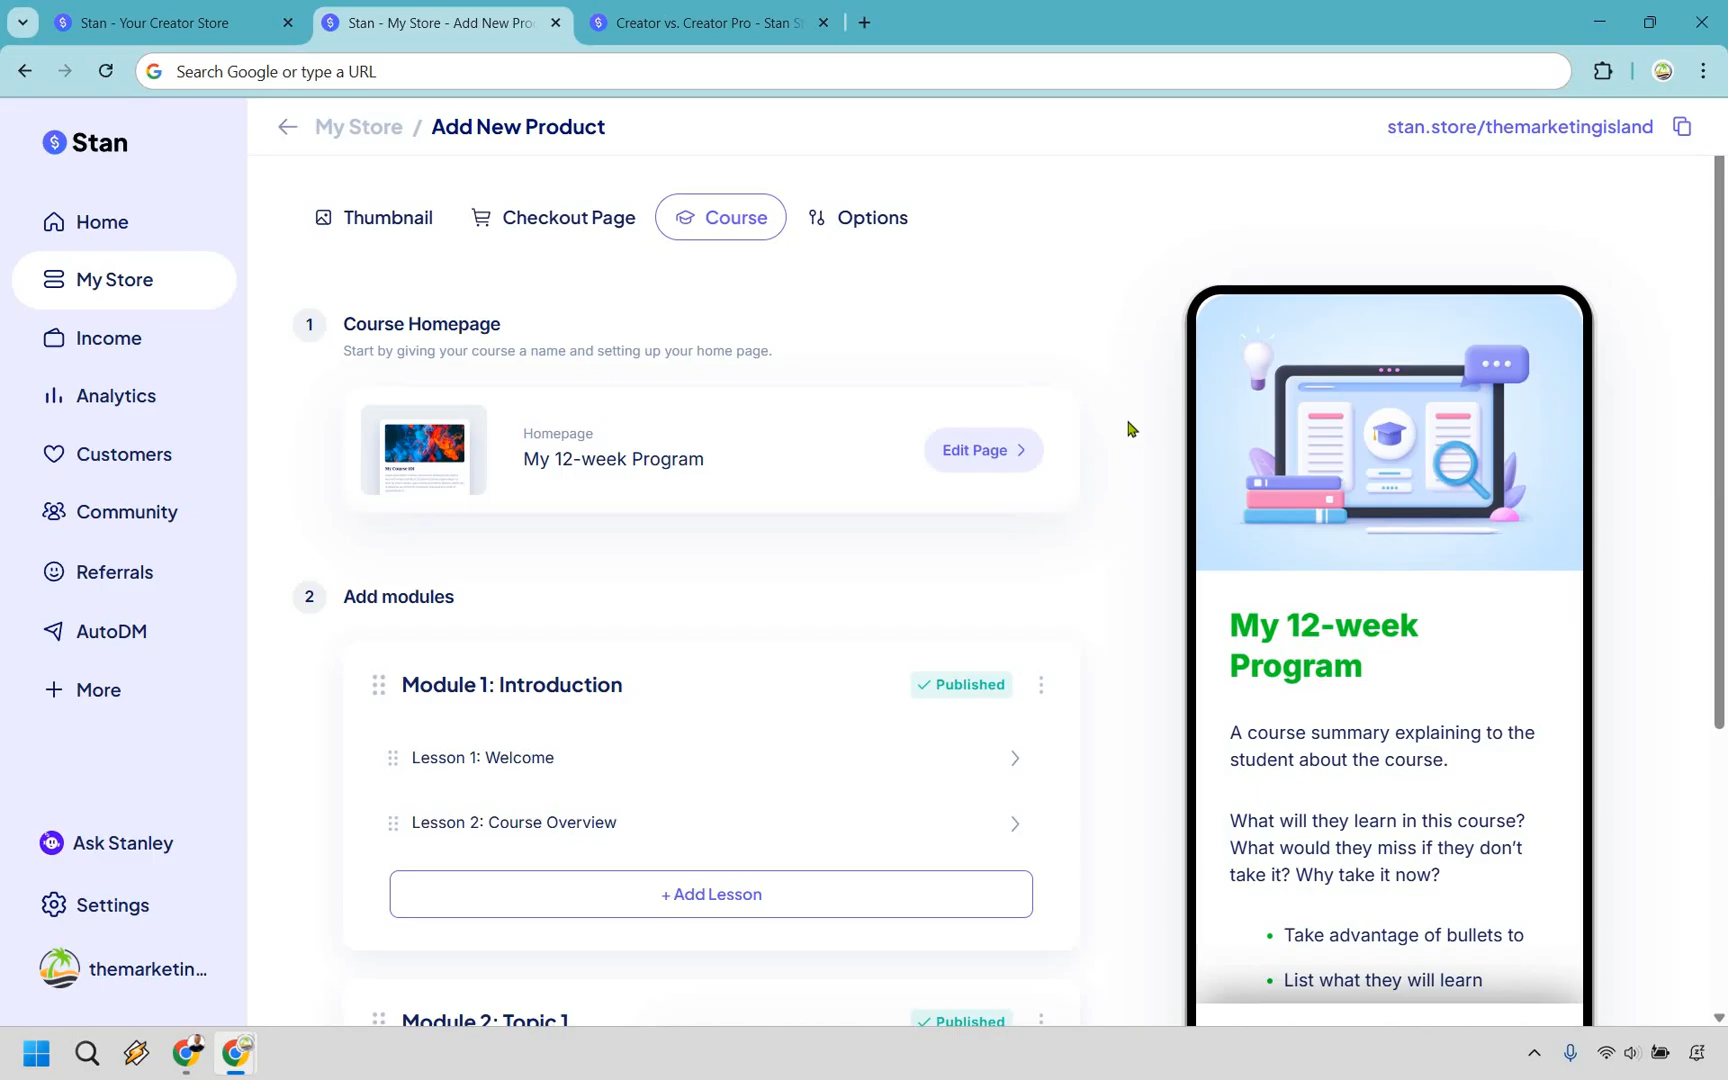 Stan - Your Creator Store
Stan - My Store - Add New Pro
Creator vs. Creator Pro - Stan S
Search Google or type a URL
Stan
My Store / Add New Product
stan.store/themarketingisland
Home
My Store
Income
Analytics
Customers
Community
Referrals
AutoDM
More
Ask Stanley
Settings
themarketin...
Thumbnail
Checkout Page
Course
Options
1
Course Homepage
Start by giving your course a name and setting up your home page.
Homepage
My 12-week Program
Edit Page
2
Add modules
Module 1: Introduction
Published
Lesson 1: Welcome
Lesson 2: Course Overview
+ Add Lesson
Module 2: Topic 1
Published
My 12-week
Program
A course summary explaining to the
student about the course.
What will they learn in this course?
What would they miss if they don't
take it? Why take it now?
• Take advantage of bullets to
• List what they will learn